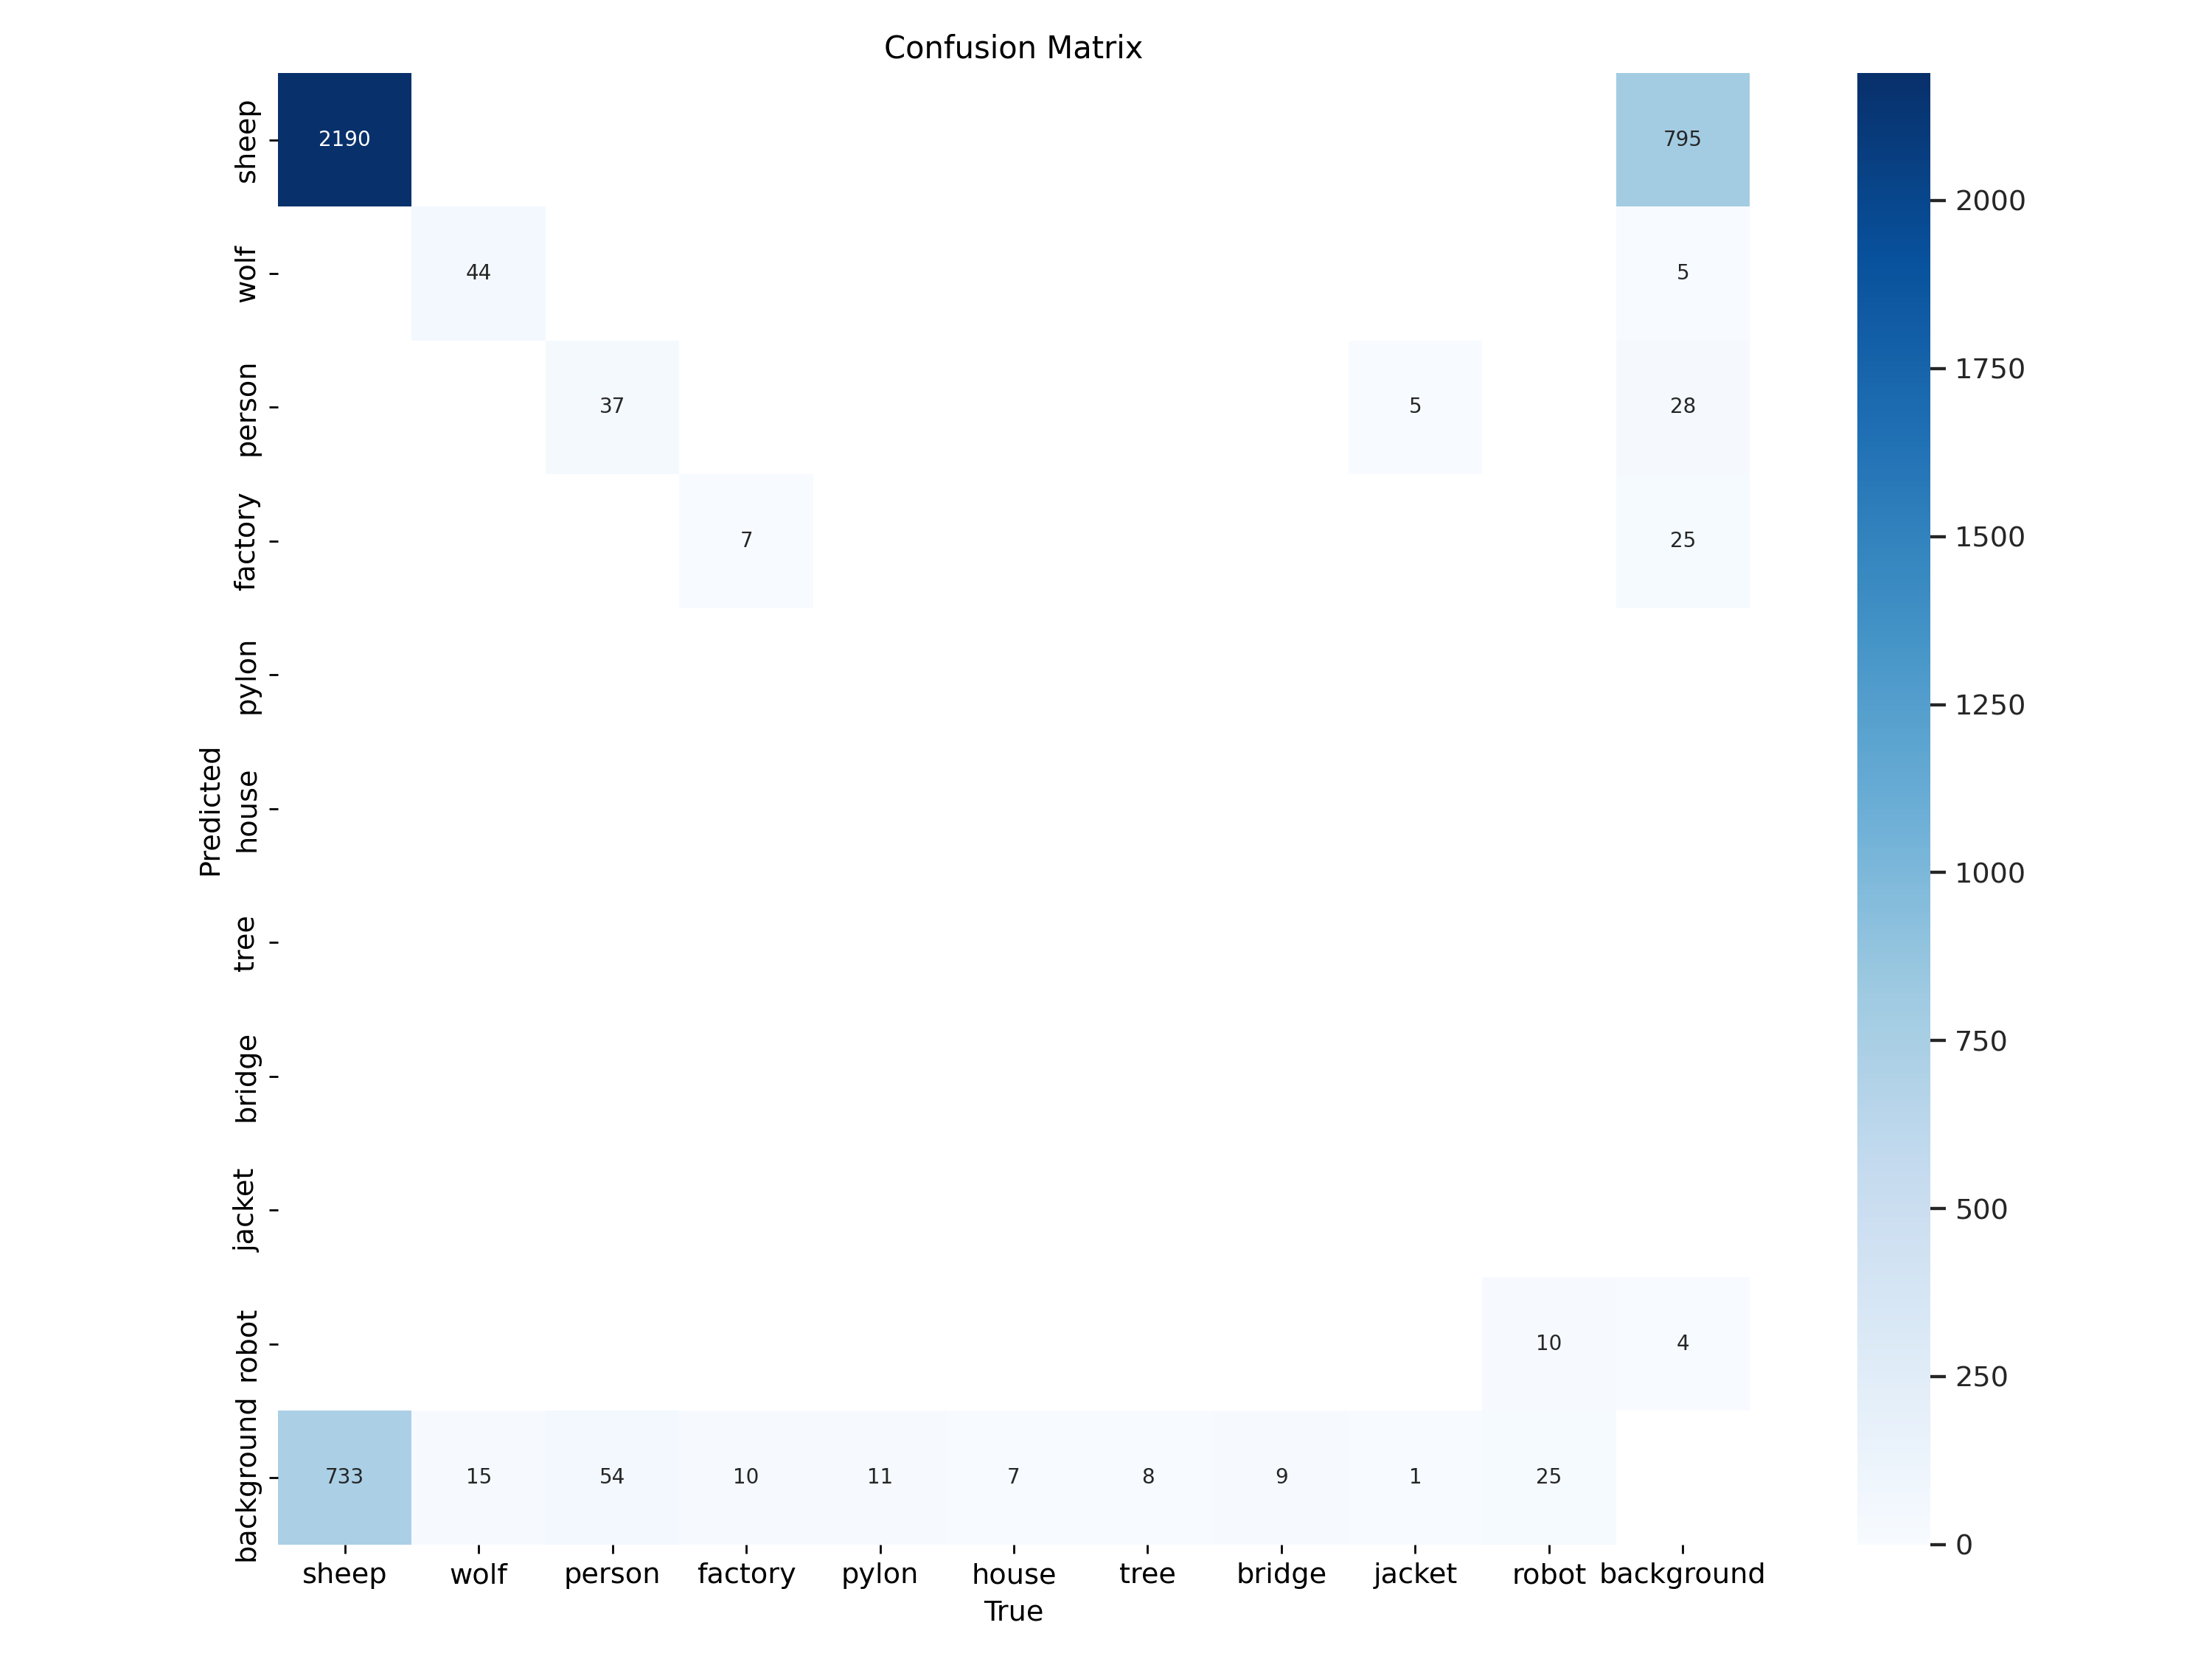 Confusion Matrix
sheep
2190
795
wolf
44
5
person
37
5
28
factory
7
25
pylon
house
tree
bridge
jacket
robot
10
4
background
733
15
54
10
11
7
8
9
1
25
Predicted
sheep
wolf
person
factory
pylon
house
tree
bridge
jacket
robot
background
True
2000
1750
1500
1250
1000
750
500
250
0